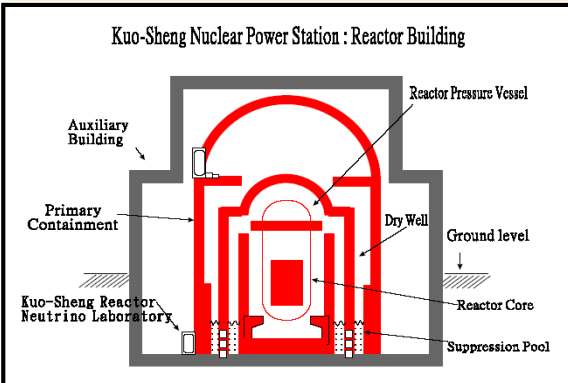 Kuo-Sheng Nuclear Power Station : Reactor Building
Reactor Pressure Vessel
Auxiliary
Building
Primary
Containment
Dry Well
Ground level
Kuo-Sheng Reactor
Neutrino Laboratory
Reactor Core
Suppression Pool